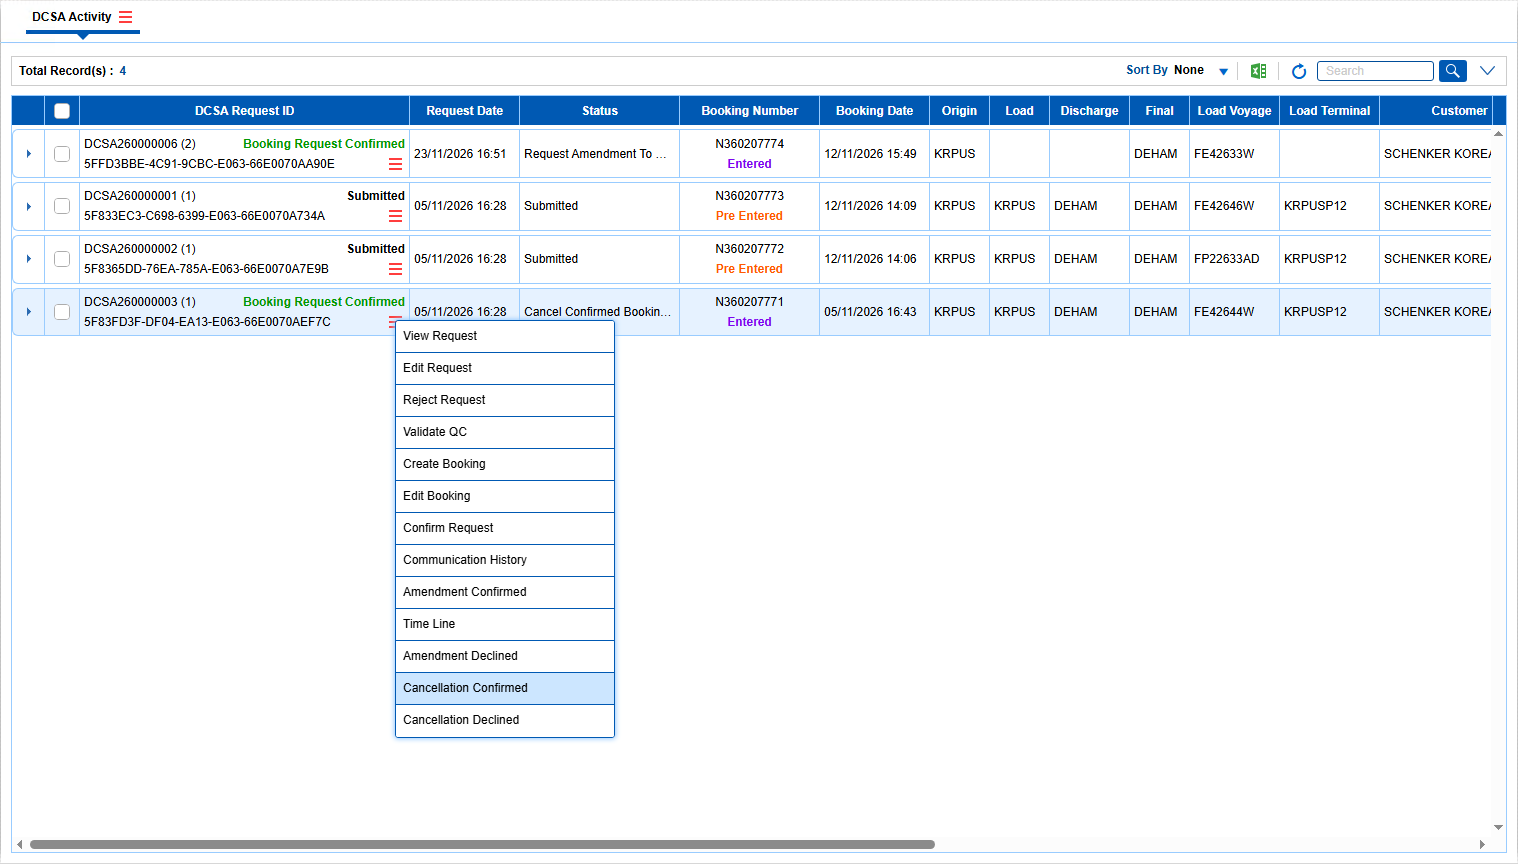 DCSA Activity
Total Record(s) : 4
Sort By None
Search
DCSA Request ID Request Date Status Booking Number Booking Date Origin Load Discharge Final Load Voyage Load Terminal Customer
DCSA260000006 (2) Booking Request Confirmed
5FFD3BBE-4C91-9CBC-E063-66E0070AA90E
23/11/2026 16:51 Request Amendment To ...
N360207774
Entered
12/11/2026 15:49 KRPUS DEHAM FE42633W SCHENKER KOREA
DCSA260000001 (1) Submitted
5F833EC3-C698-6399-E063-66E0070A734A
05/11/2026 16:28 Submitted
N360207773
Pre Entered
12/11/2026 14:09 KRPUS KRPUS DEHAM DEHAM FE42646W KRPUSP12 SCHENKER KOREA
DCSA260000002 (1) Submitted
5F8365DD-76EA-785A-E063-66E0070A7E9B
05/11/2026 16:28 Submitted
N360207772
Pre Entered
12/11/2026 14:06 KRPUS KRPUS DEHAM DEHAM FP22633AD KRPUSP12 SCHENKER KOREA
DCSA260000003 (1) Booking Request Confirmed
5F83FD3F-DF04-EA13-E063-66E0070AEF7C
05/11/2026 16:28 Cancel Confirmed Bookin...
N360207771
Entered
05/11/2026 16:43 KRPUS KRPUS DEHAM DEHAM FE42644W KRPUSP12 SCHENKER KOREA
View Request
Edit Request
Reject Request
Validate QC
Create Booking
Edit Booking
Confirm Request
Communication History
Amendment Confirmed
Time Line
Amendment Declined
Cancellation Confirmed
Cancellation Declined